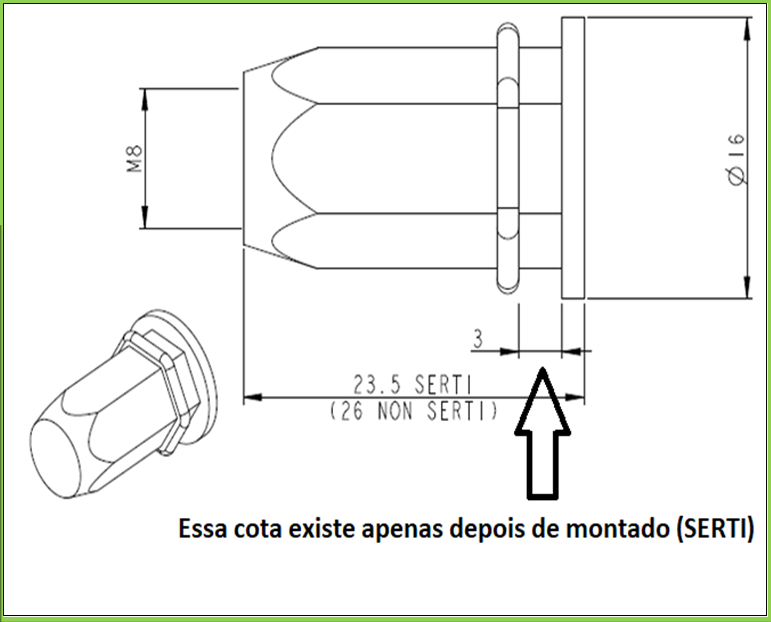 M8
Ø16
3
23.5 SERTI
(26 NON SERTI)
Essa cota existe apenas depois de montado (SERTI)